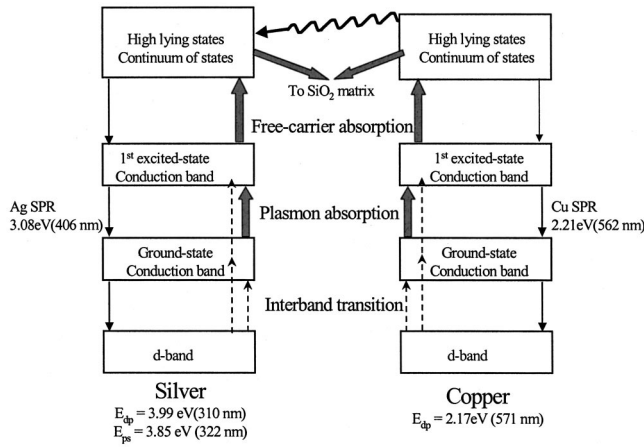 High lying states
Continuum of states
High lying states
Continuum of states
To SiO₂ matrix
Free-carrier absorption
1st excited-state
Conduction band
1st excited-state
Conduction band
Ag SPR
3.08eV(406 nm)
Plasmon absorption
Cu SPR
2.21eV(562 nm)
Ground-state
Conduction band
Ground-state
Conduction band
Interband transition
d-band
d-band
Silver
Copper
E_dp = 3.99 eV(310 nm)
E_ps = 3.85 eV (322 nm)
E_dp = 2.17eV (571 nm)